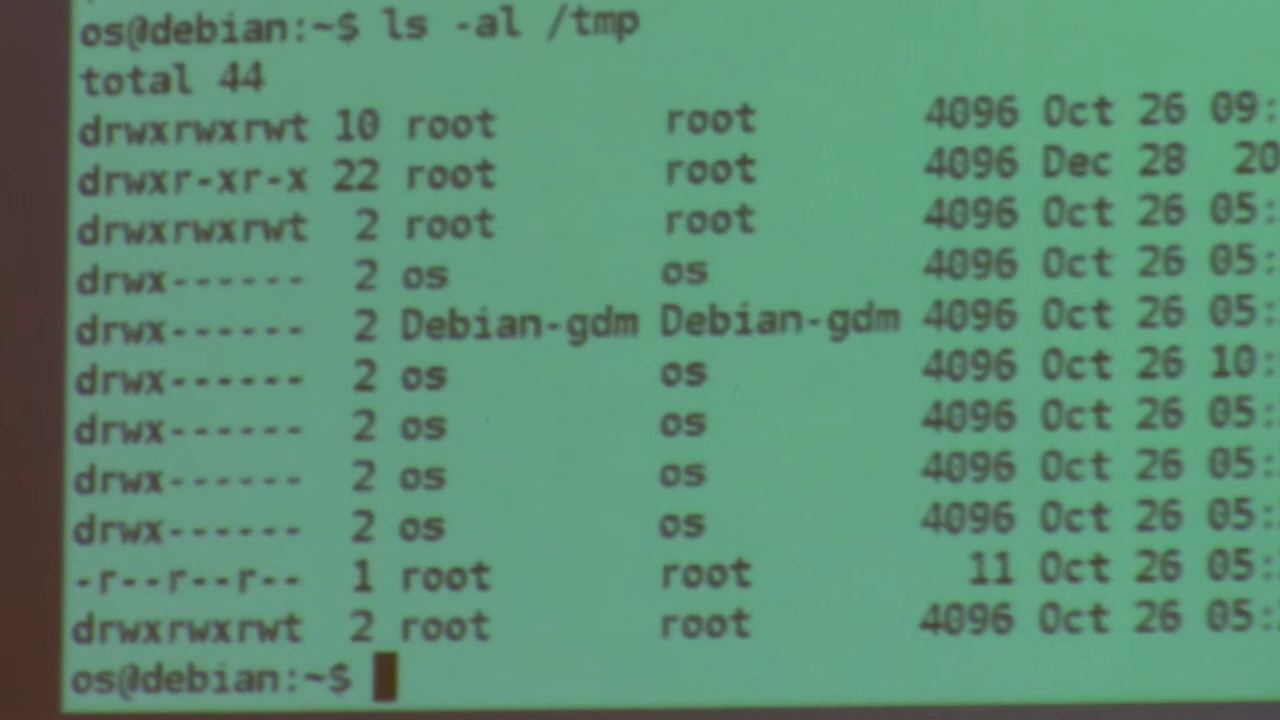 os@debian:~$ ls -al /tmp
total 44
drwxrwxrwt 10 root root 4096 Oct 26 09:
drwxr-xr-x 22 root root 4096 Dec 28 20
drwxrwxrwt 2 root root 4096 Oct 26 05:
drwx------ 2 os os 4096 Oct 26 05:
drwx------ 2 Debian-gdm Debian-gdm 4096 Oct 26 05:
drwx------ 2 os os 4096 Oct 26 10:
drwx------ 2 os os 4096 Oct 26 05:
drwx------ 2 os os 4096 Oct 26 05:
drwx------ 2 os os 4096 Oct 26 05:
-r--r--r-- 1 root root 11 Oct 26 05:
drwxrwxrwt 2 root root 4096 Oct 26 05:
os@debian:~$